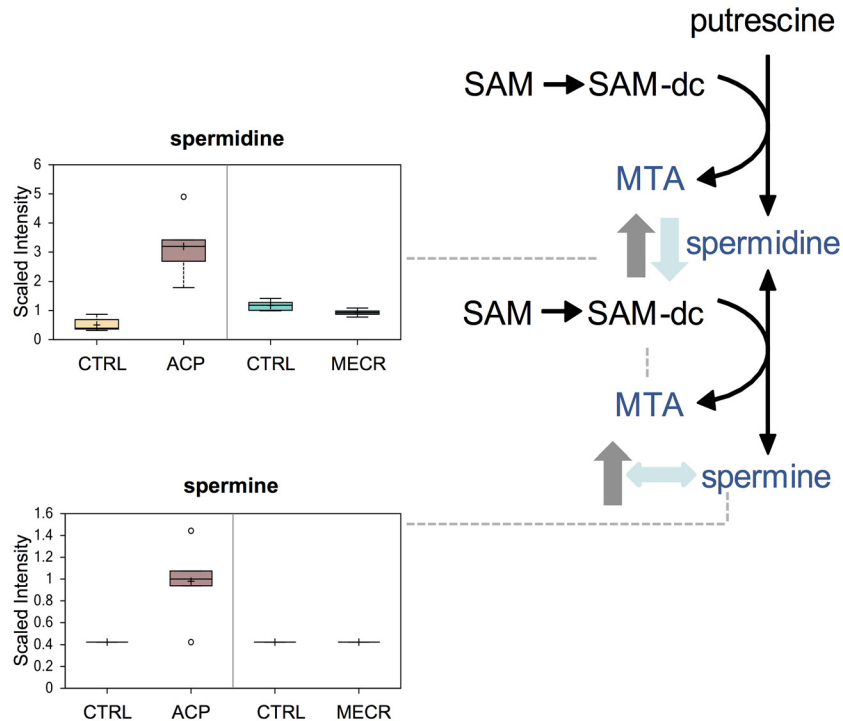 putrescine
SAM
SAM-dc
MTA
spermidine
SAM
SAM-dc
MTA
spermine
spermidine
Scaled Intensity
6
5
4
3
2
1
0
CTRL
ACP
CTRL
MECR
spermine
Scaled Intensity
1.6
1.4
1.2
1
0.8
0.6
0.4
0.2
0
CTRL
ACP
CTRL
MECR